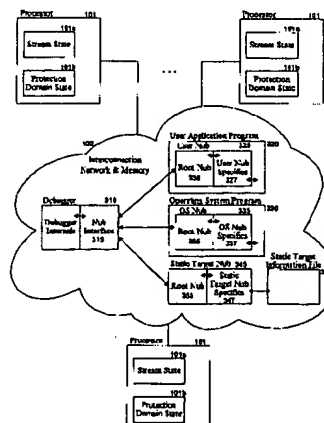 Processor 101
101a
Stream State
101b
Protection
Domain State
...
Processor 101
101a
Stream State
101b
Protection
Domain State
Interconnection
Network & Memory
User Application Program
User Nub
Root Nub
User Nub
Specifics
Debugger
Debugger
Internals
Nub
Interface
Operating System Program
OS Nub
Root Nub
OS Nub
Specifics
Static Target Nub
Root Nub
Static
Target Nub
Specifics
347
Static Target
Information File
Processor 101
101a
Stream State
101b
Protection
Domain State